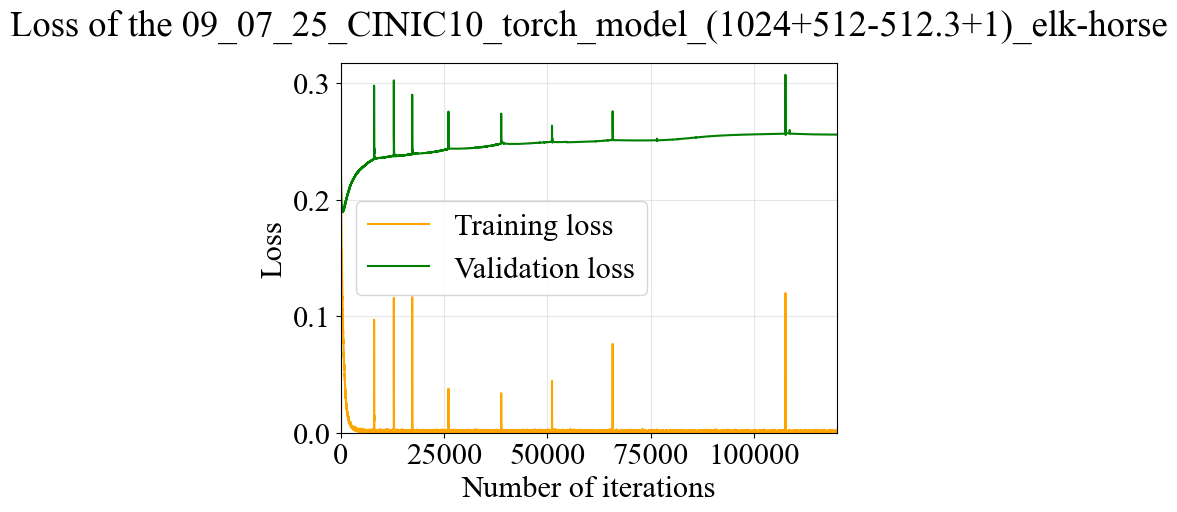 Loss of the 09_07_25_CINIC10_torch_model_(1024+512-512.3+1)_elk-horse
0.3
0.2
0.1
0.0
Loss
Training loss
Validation loss
0 25000 50000 75000 100000
Number of iterations